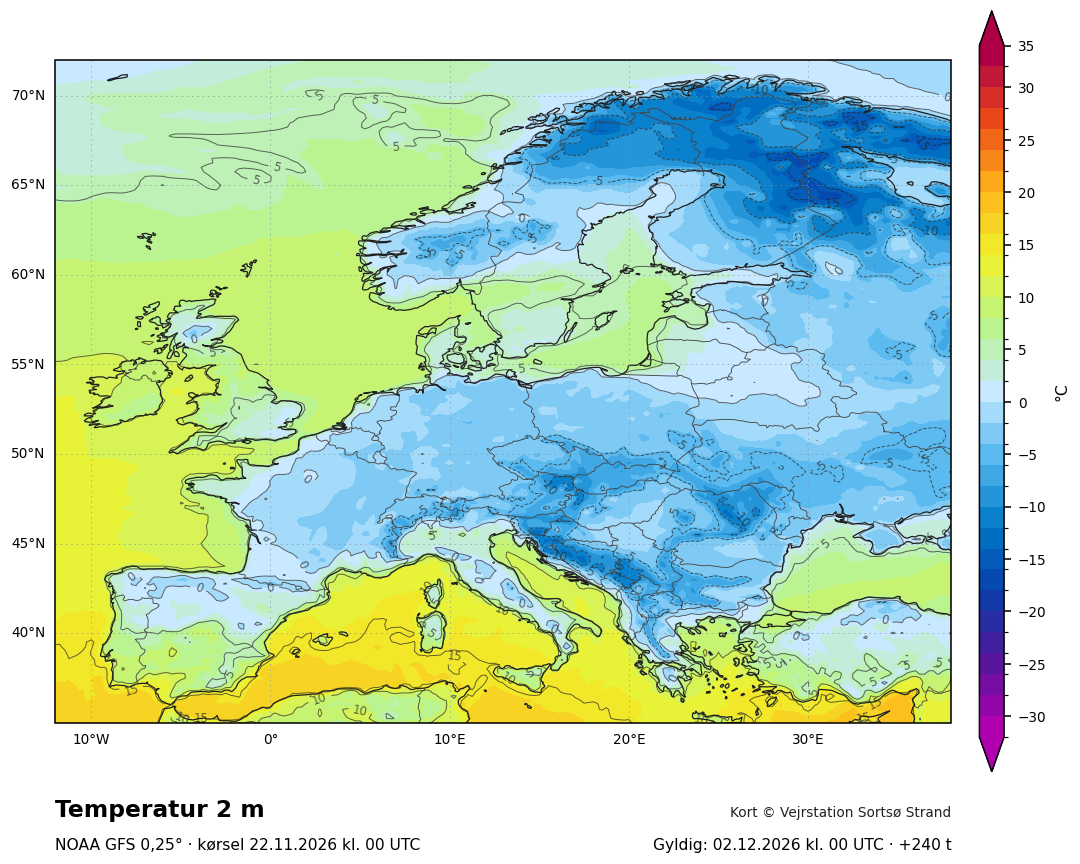 70°N
65°N
60°N
55°N
50°N
45°N
40°N
10°W 0° 10°E 20°E 30°E
35
30
25
20
15
10
5
0
−5
−10
−15
−20
−25
−30
°C
Temperatur 2 m
Kort © Vejrstation Sortsø Strand
NOAA GFS 0,25° · kørsel 22.11.2026 kl. 00 UTC
Gyldig: 02.12.2026 kl. 00 UTC · +240 t